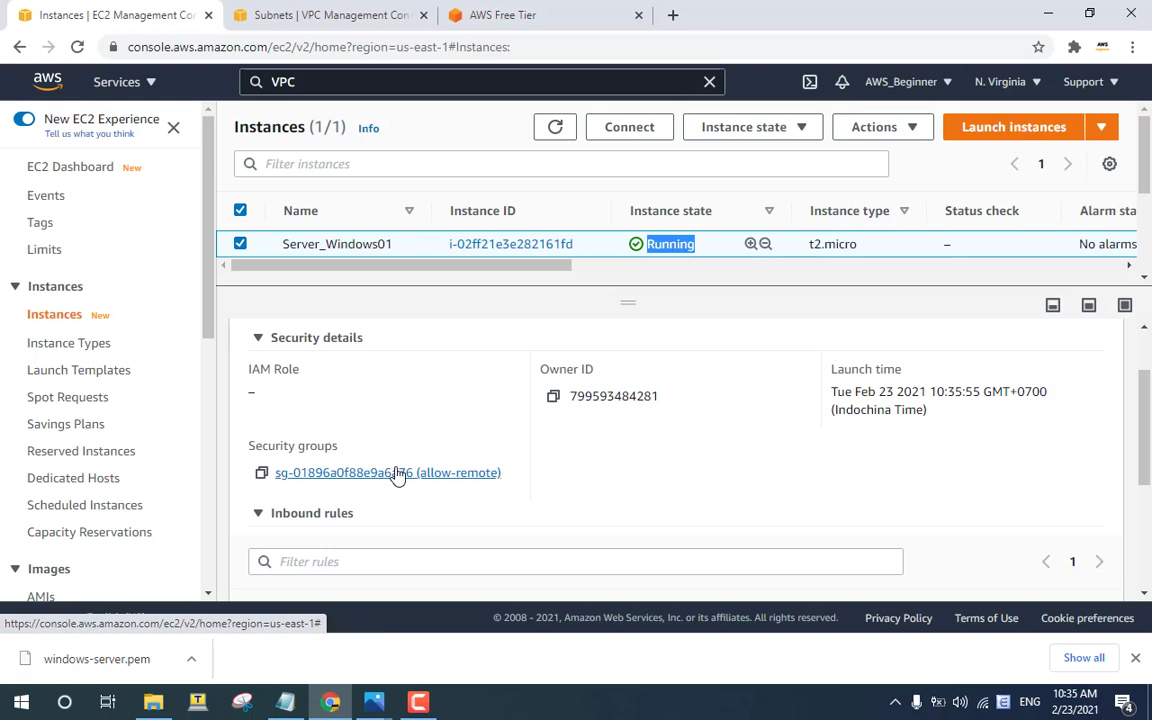 Instances | EC2 Management Con
Subnets | VPC Management Con
AWS Free Tier
console.aws.amazon.com/ec2/v2/home?region=us-east-1#Instances:
aws
Services
VPC
AWS_Beginner
N. Virginia
Support
New EC2 Experience
Tell us what you think
EC2 Dashboard New
Events
Tags
Limits
Instances
Instances New
Instance Types
Launch Templates
Spot Requests
Savings Plans
Reserved Instances
Dedicated Hosts
Scheduled Instances
Capacity Reservations
Images
AMIs
Instances (1/1) Info
Connect
Instance state
Actions
Launch instances
Filter instances
1
Name
Instance ID
Instance state
Instance type
Status check
Alarm sta
Server_Windows01
i-02ff21e3e282161fd
Running
t2.micro
–
No alarms
Security details
IAM Role
–
Owner ID
799593484281
Launch time
Tue Feb 23 2021 10:35:55 GMT+0700
(Indochina Time)
Security groups
(allow-remote)
Inbound rules
Filter rules
1
https://console.aws.amazon.com/ec2/v2/home?region=us-east-1#
© 2008 - 2021, Amazon Web Services, Inc. or its affiliates. All rights reserved.
Privacy Policy
Terms of Use
Cookie preferences
windows-server.pem
Show all
ENG
10:35 AM
2/23/2021
4